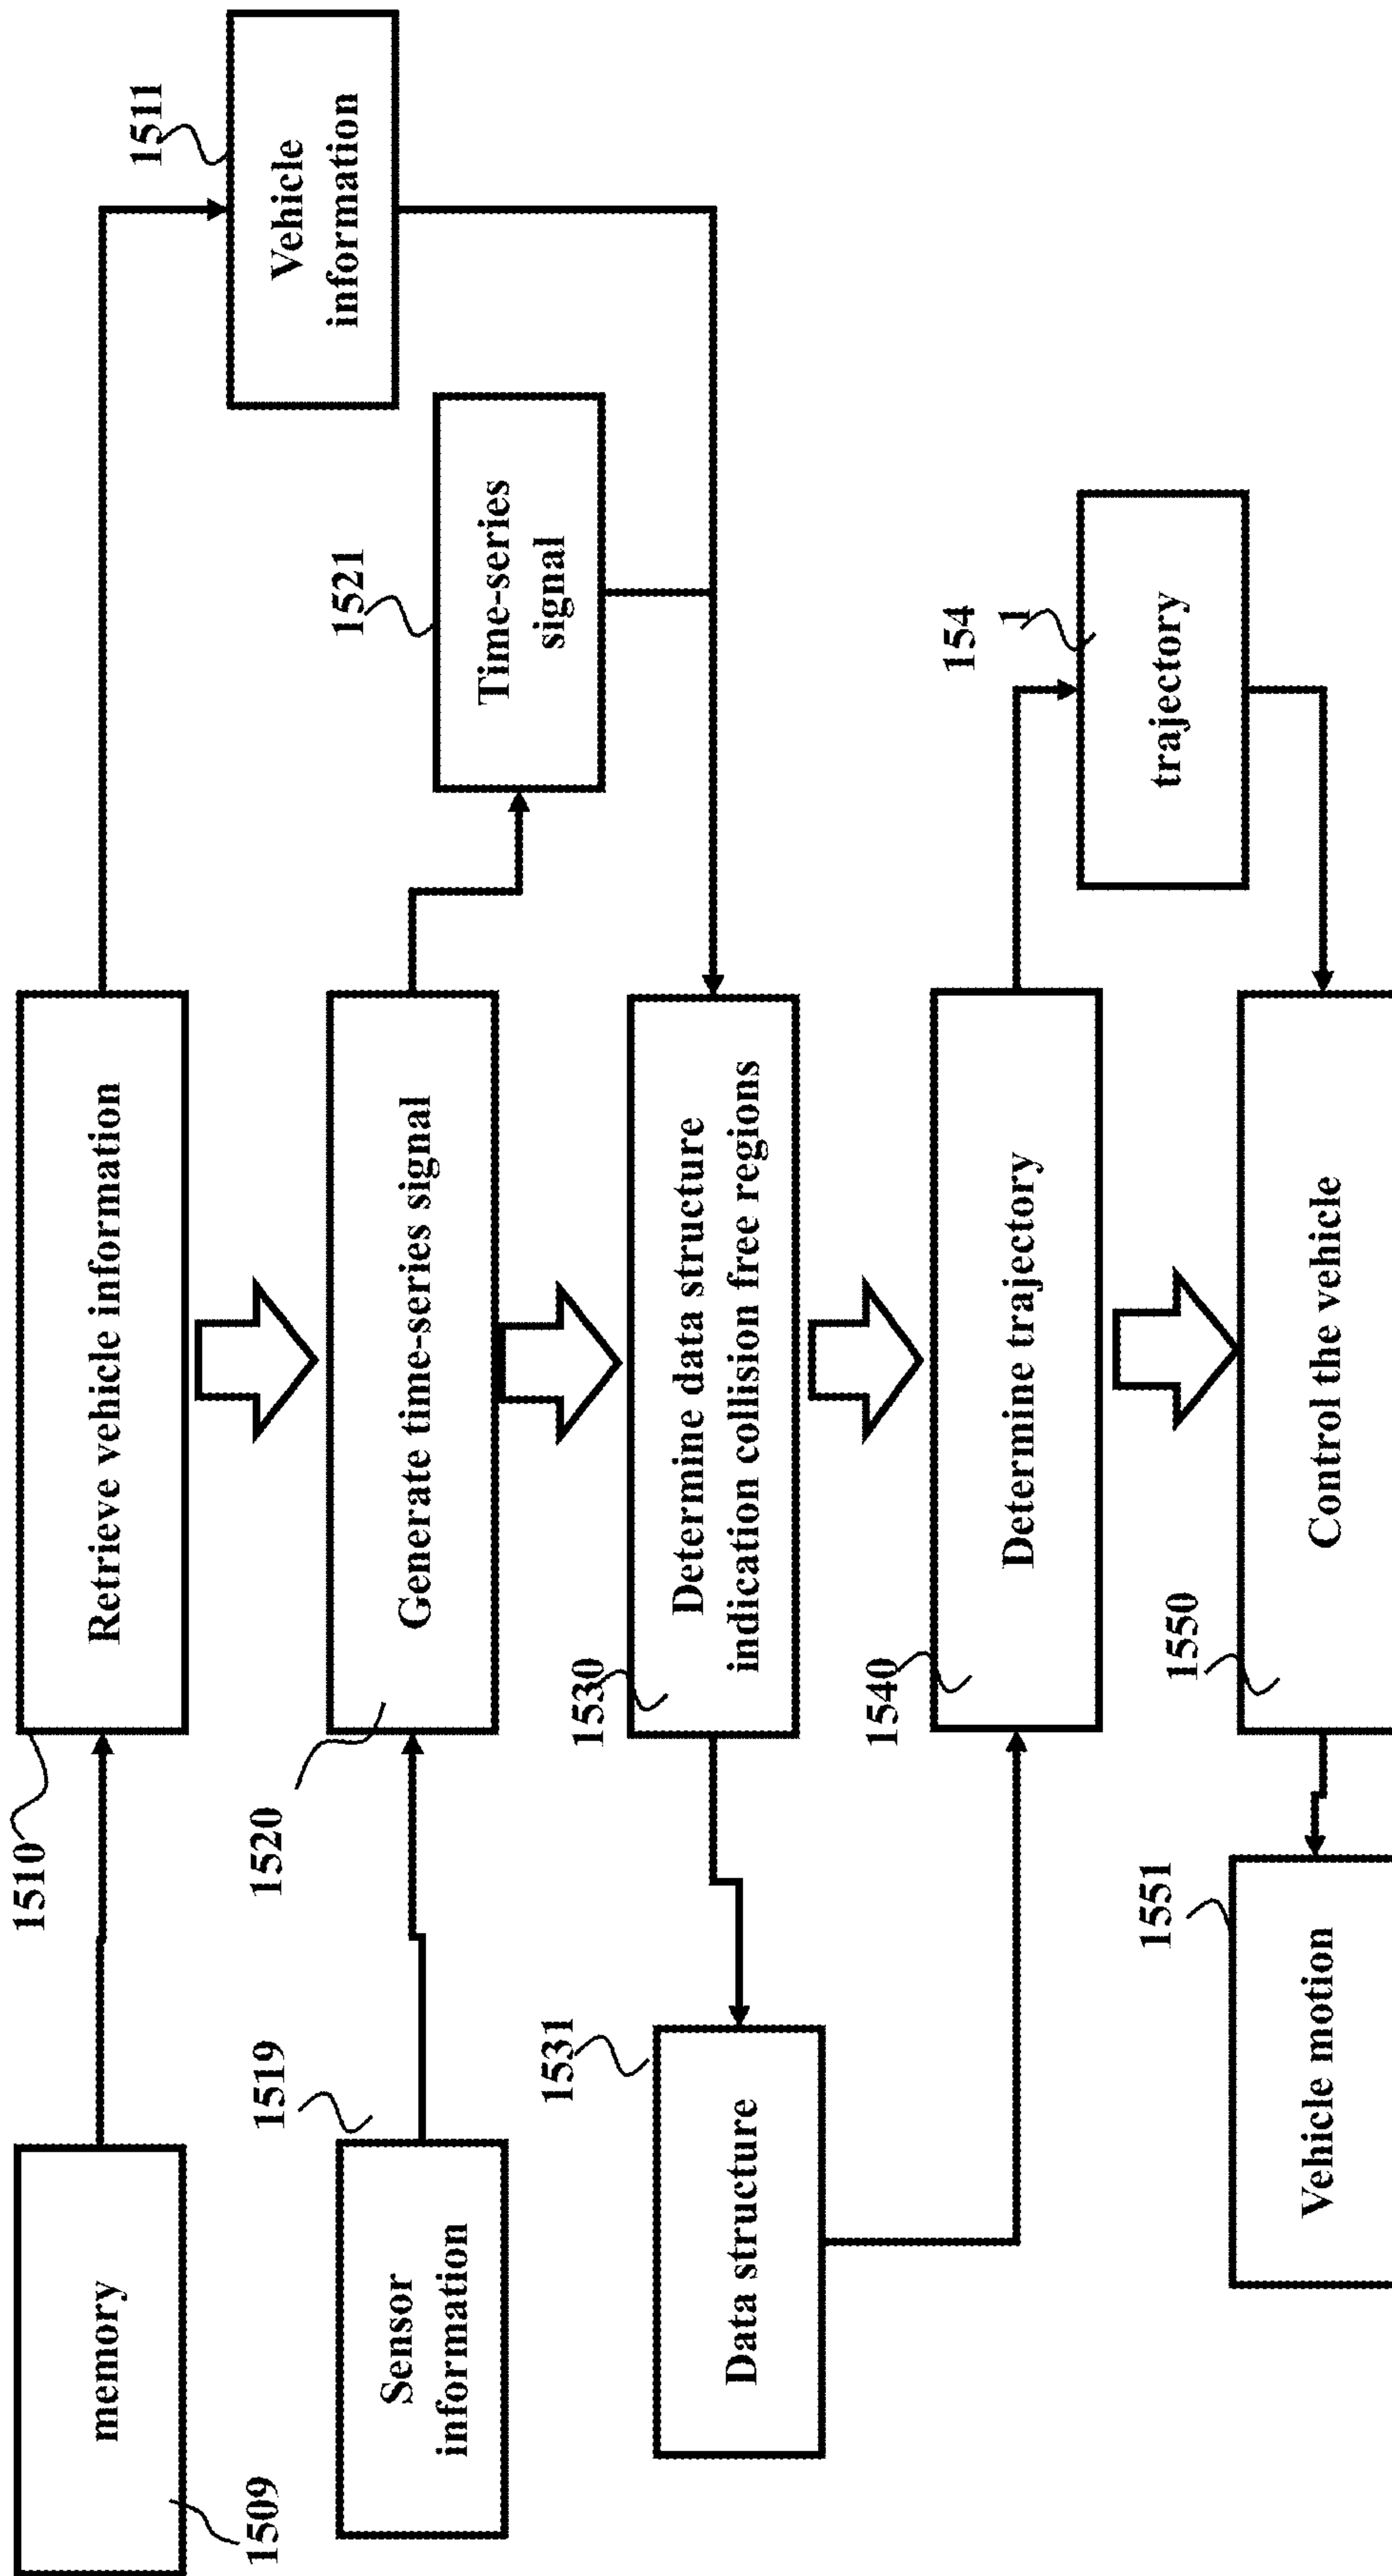 1509
memory
1510
Retrieve vehicle information
1511
Vehicle
information
1519
Sensor
information
1520
Generate time-series signal
1521
Time-series
signal
1530
Determine data structure
indication collision free regions
1531
Data structure
1540
Determine trajectory
154
1
trajectory
1550
Control the vehicle
1551
Vehicle motion